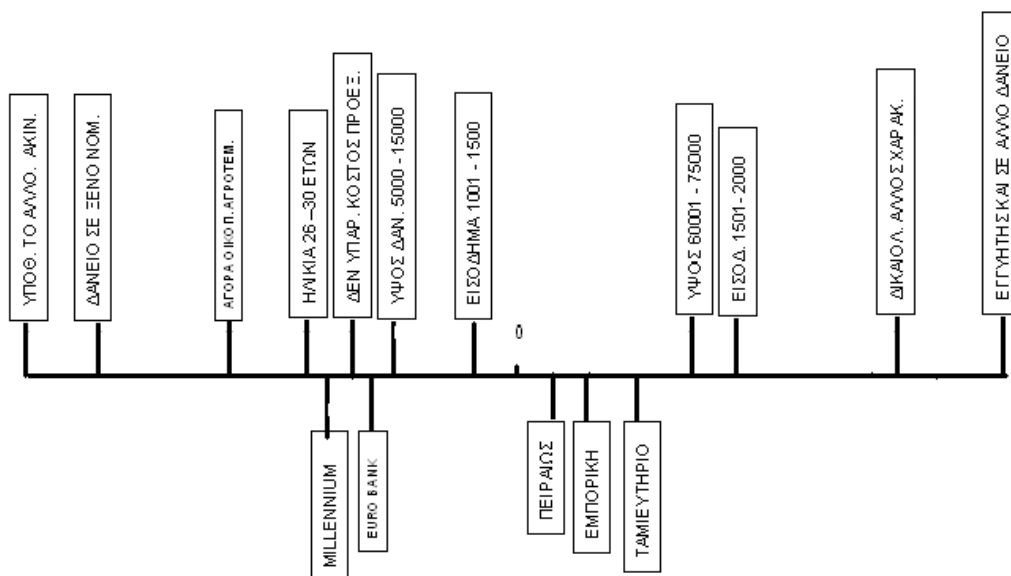 ΥΠΟΘ. ΤΟ ΑΛΛΟ. ΑΚΙΝ.
ΔΑΝΕΙΟ ΣΕ ΞΕΝΟ ΝΟΜ.
ΑΓΟΡΑ ΟΙΚΟΠ. ΑΓΡΟΤΕΜ.
ΗΛΙΚΙΑ 26 –30 ΕΤΩΝ
ΔΕΝ ΥΠΑΡ. ΚΟΣΤΟΣ ΠΡΟΕΞ.
ΥΨΟΣ ΔΑΝ. 5000 -15000
ΕΙΣΟΔΗΜΑ 1001 - 1500
0
ΥΨΟΣ 60001 - 75000
ΕΙΣΟΔ. 1501- 2000
ΔΙΚΑΙΟΛ. ΑΛΛΟΣ ΧΑΡΑΚ.
ΕΓΓΥΗΤΗΣ ΚΑΙ ΣΕ ΑΛΛΟ ΔΑΝΕΙΟ
MILLENNIUM
EURO BANK
ΠΕΙΡΑΙΩΣ
ΕΜΠΟΡΙΚΗ
ΤΑΜΙΕΥΤΗΡΙΟ